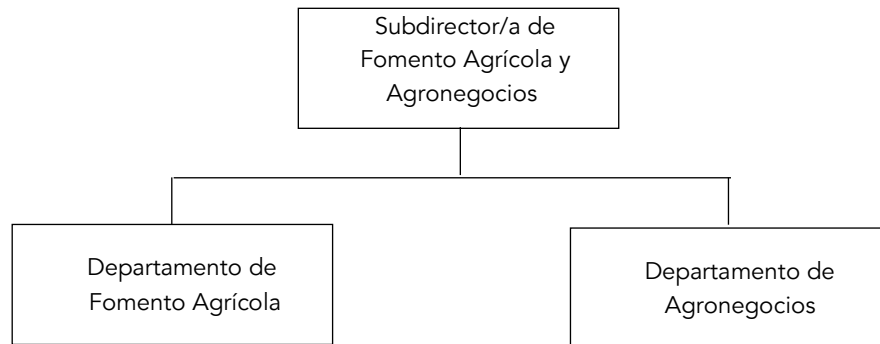 Subdirector/a de
Fomento Agrícola y
Agronegocios
Departamento de
Fomento Agrícola
Departamento de
Agronegocios